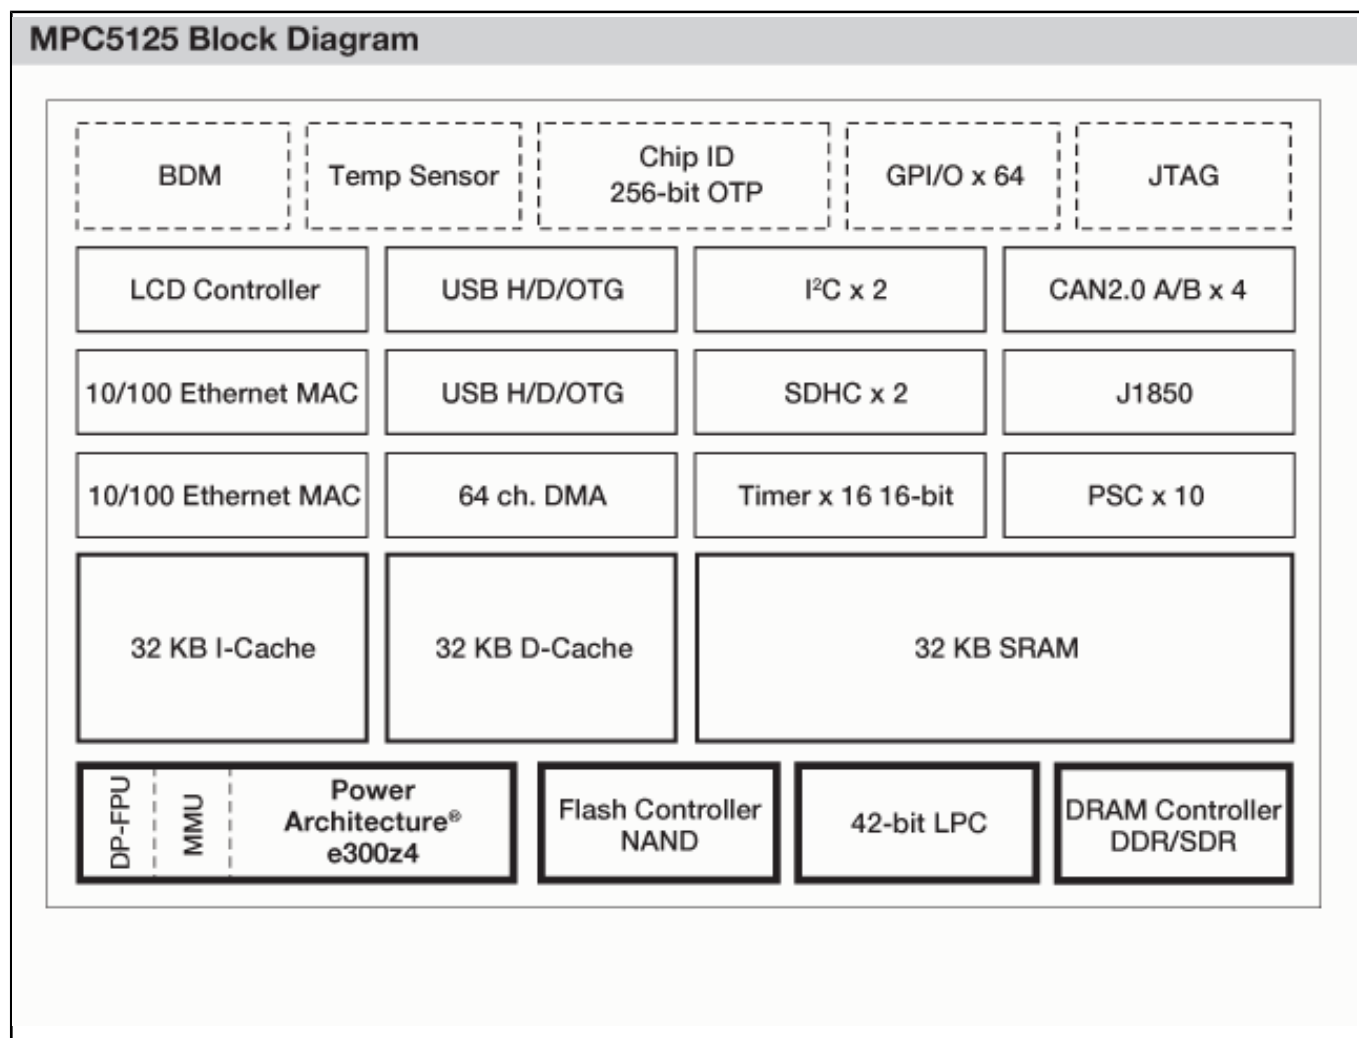 MPC5125 Block Diagram
BDM
Temp Sensor
Chip ID
256-bit OTP
GPI/O x 64
JTAG
LCD Controller
USB H/D/OTG
I²C x 2
CAN2.0 A/B x 4
10/100 Ethernet MAC
USB H/D/OTG
SDHC x 2
J1850
10/100 Ethernet MAC
64 ch. DMA
Timer x 16 16-bit
PSC x 10
32 KB I-Cache
32 KB D-Cache
32 KB SRAM
DP-FPU
MMU
Power
Architecture®
e300z4
Flash Controller
NAND
42-bit LPC
DRAM Controller
DDR/SDR